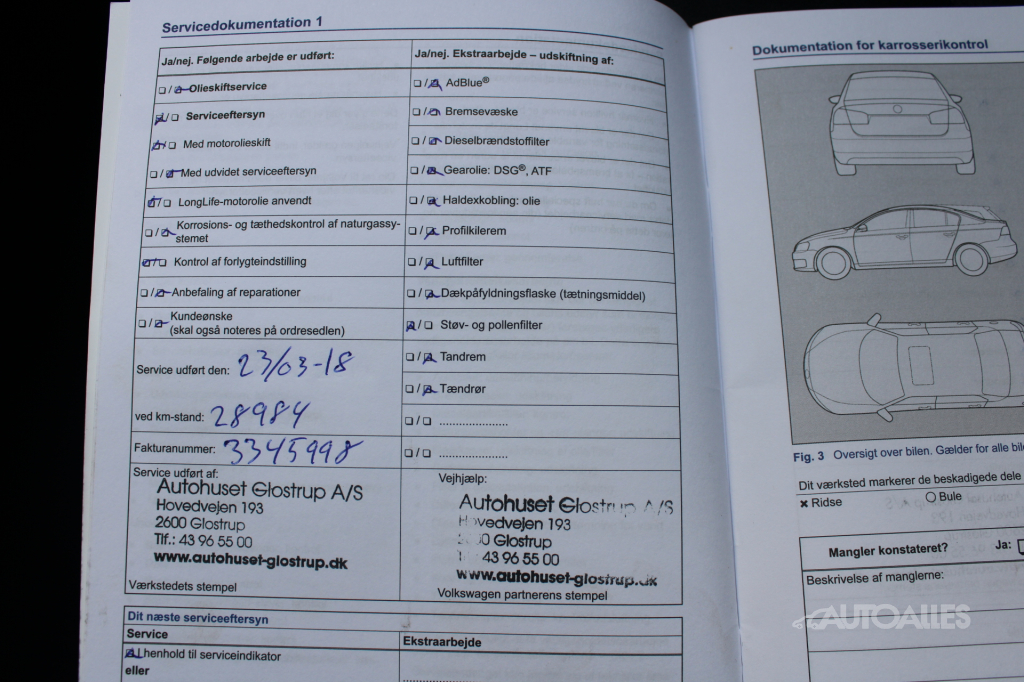 Servicedokumentation 1
Ja/nej. Følgende arbejde er udført:
☐ / ☒ Olieskiftservice
☒ / ☐ Serviceeftersyn
☒ / ☐ Med motorolieskift
☐ / ☒ Med udvidet serviceeftersyn
☒ / ☐ LongLife-motorolie anvendt
☐ / ☒ Korrosions- og tæthedskontrol af naturgassy-
stemet
☒ / ☐ Kontrol af forlygteindstilling
☐ / ☒ Anbefaling af reparationer
☐ / ☒ Kundeønske
(skal også noteres på ordresedlen)
Service udført den: 23/03-18
ved km-stand: 28984
Fakturanummer: 3345998
Service udført af:
Autohuset Glostrup A/S
Hovedvejen 193
2600 Glostrup
Tlf.: 43 96 55 00
www.autohuset-glostrup.dk
Værkstedets stempel
Ja/nej. Ekstraarbejde – udskiftning af:
☐ / ☒ AdBlue®
☐ / ☒ Bremsevæske
☐ / ☒ Dieselbrændstoffilter
☐ / ☒ Gearolie: DSG®, ATF
☐ / ☒ Haldexkobling: olie
☐ / ☒ Profilkilerem
☐ / ☒ Luftfilter
☐ / ☒ Dækpåfyldningsflaske (tætningsmiddel)
☒ / ☐ Støv- og pollenfilter
☐ / ☒ Tandrem
☐ / ☒ Tændrør
☐ / ☐ .....................
☐ / ☐ .....................
Vejhjælp:
Autohuset Glostrup A/S
Hovedvejen 193
Glostrup
43 96 55 00
www.autohuset-glostrup.dk
Volkswagen partnerens stempel
Dit næste serviceeftersyn
Service
Ekstraarbejde
☒ I henhold til serviceindikator
eller
Dokumentation for karrosserikontrol
Fig. 3 Oversigt over bilen. Gælder for alle
Dit værksted markerer de beskadigede dele
✖ Ridse
○ Bule
Mangler konstateret? Ja: ☐
Beskrivelse af manglerne:
AUTOALLES